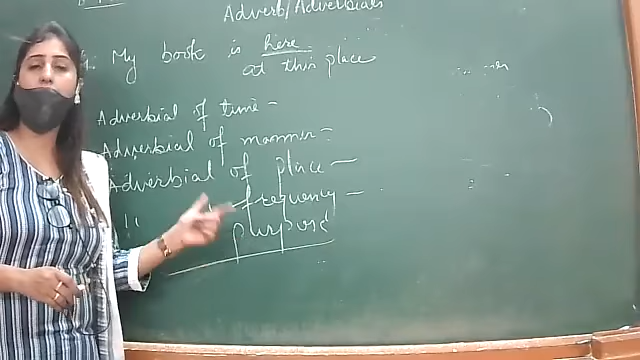 Adverb/Adverbials
My book is here
at this place
Adverbial of time -
Adverbial of manner =
Adverbial of place -
" frequency -
purpose